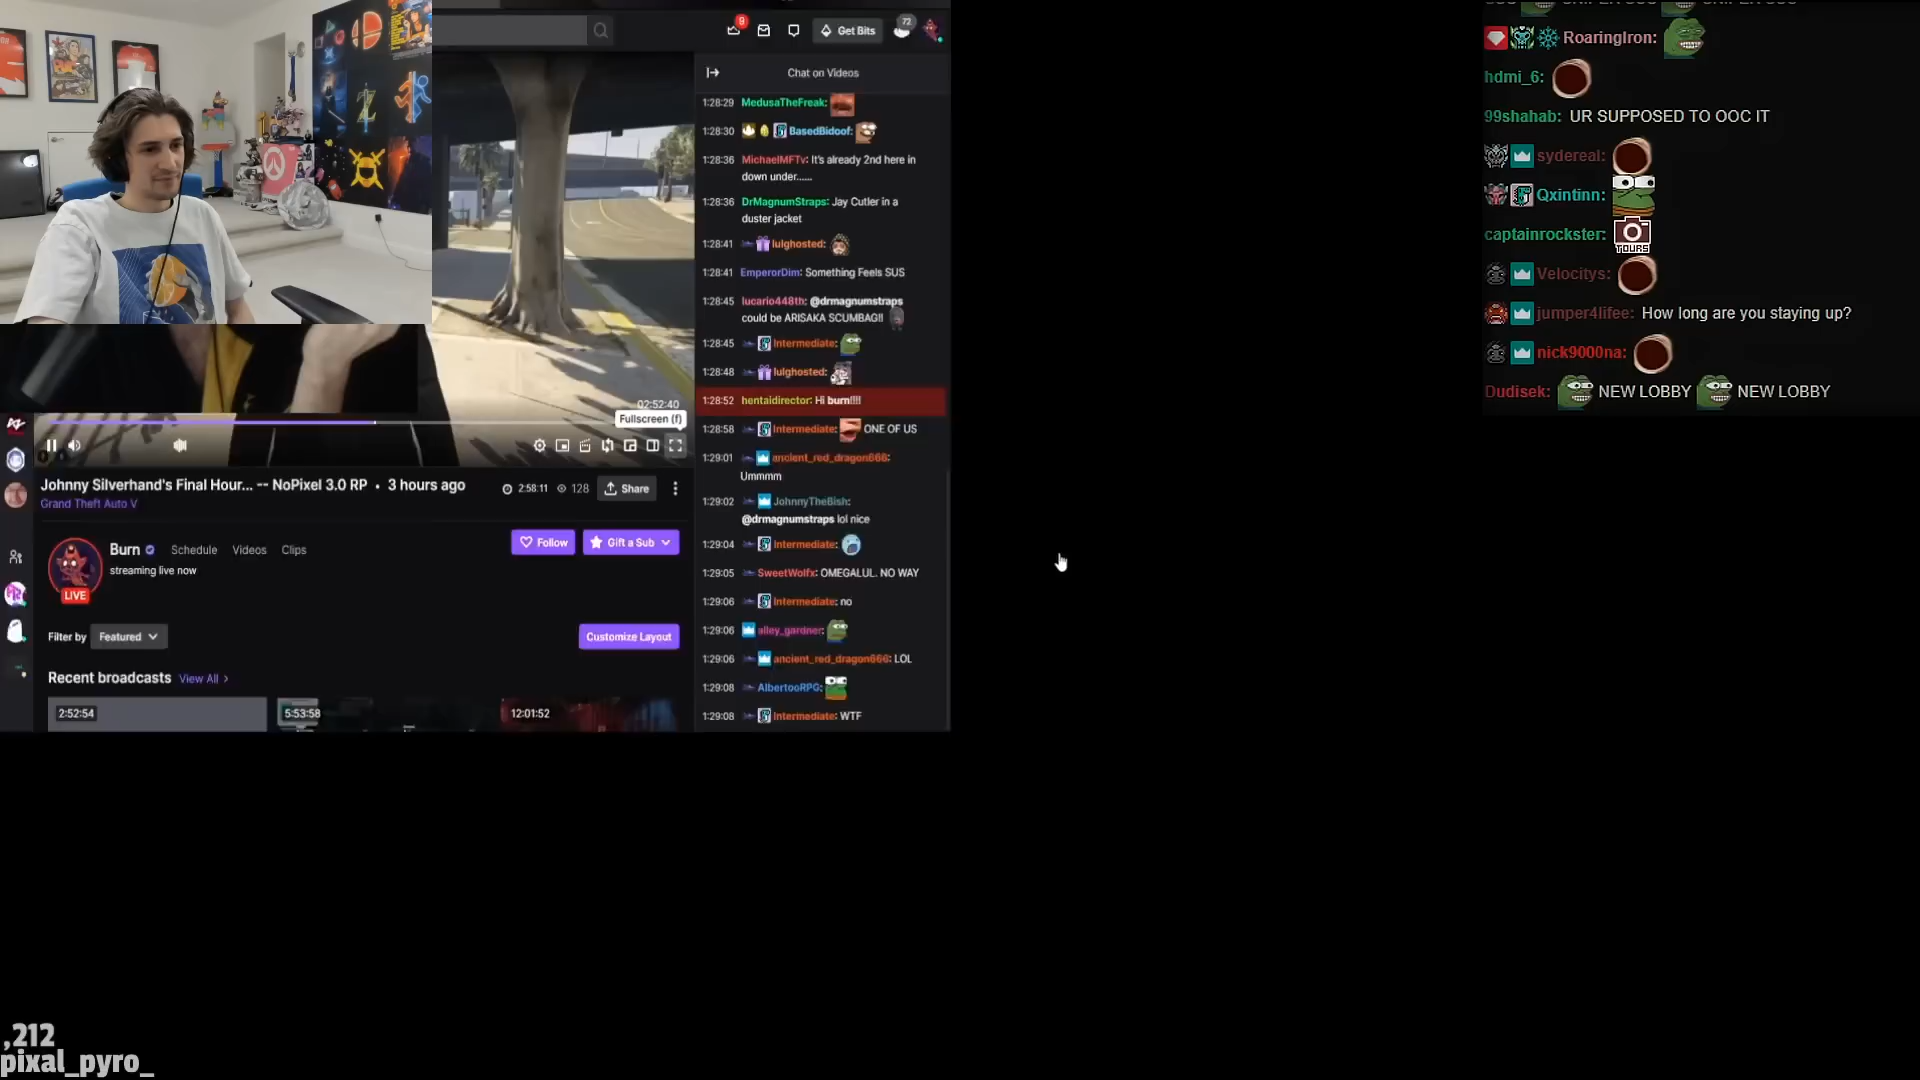 9
Get Bits
72
Chat on Videos
1:28:29 MedusaTheFreak:
1:28:30 BasedBidoof:
1:28:36 MichaelMFTv: It's already 2nd here in
down under......
1:28:36 DrMagnumStraps: Jay Cutler in a
duster jacket
1:28:41 lulghosted:
1:28:41 EmperorDim: Something Feels SUS
1:28:45 lucario448th: @drmagnumstraps
could be ARISAKA SCUMBAG!!
1:28:45 Intermediate:
1:28:48 lulghosted:
1:28:52 hentaidirector: Hi burn!!!!
1:28:58 Intermediate: ONE OF US
1:29:01 ancient_red_dragon666:
Ummmm
1:29:02 JohnnyTheBish:
@drmagnumstraps lol nice
1:29:04 Intermediate:
1:29:05 SweetWolfx: OMEGALUL. NO WAY
1:29:06 Intermediate: no
1:29:06 alley_gardner:
1:29:06 ancient_red_dragon666: LOL
1:29:08 AlbertooRPG:
1:29:08 Intermediate: WTF
02:52:40
Fullscreen (f)
Johnny Silverhand's Final Hour... -- NoPixel 3.0 RP • 3 hours ago
2:58:11 128 Share
Grand Theft Auto V
Burn Schedule Videos Clips
Follow Gift a Sub
streaming live now
LIVE
Filter by Featured
Customize Layout
Recent broadcasts View All
2:52:54
5:53:58
12:01:52
RoaringIron:
hdmi_6:
99shahab: UR SUPPOSED TO OOC IT
sydereal:
Qxintinn:
captainrockster: TOURS
Velocitys:
jumper4lifee: How long are you staying up?
nick9000na:
Dudisek: NEW LOBBY NEW LOBBY
,212
pixal_pyro_